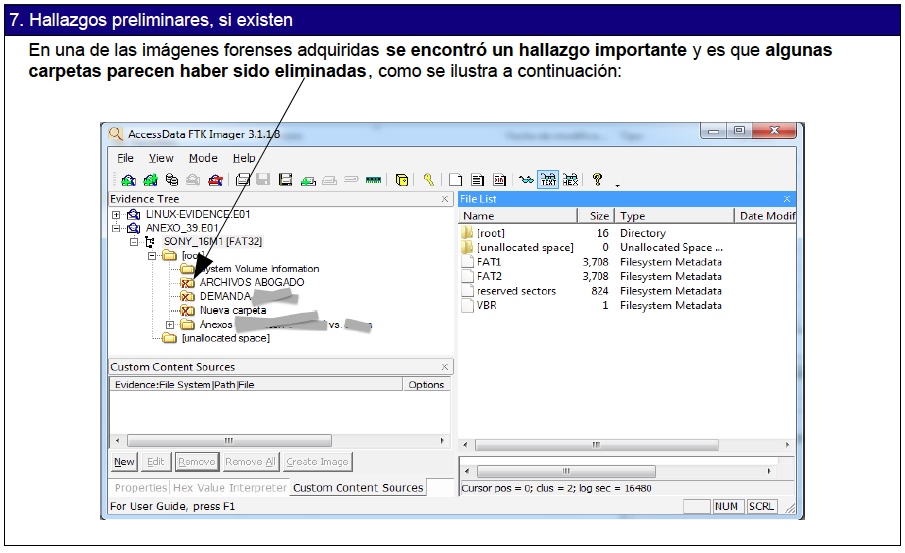 7. Hallazgos preliminares, si existen
En una de las imágenes forenses adquiridas se encontró un hallazgo importante y es que algunas
carpetas parecen haber sido eliminadas, como se ilustra a continuación:
AccessData FTK Imager 3.1.1.8
File View Mode Help
Evidence Tree
LINUX-EVIDENCE.E01
ANEXO_39.E01
SONY_16M1 [FAT32]
[root]
System Volume Information
ARCHIVOS ABOGADO
DEMANDA
Nueva carpeta
Anexos vs.
[unallocated space]
File List
Name Size Type Date Modif
[root] 16 Directory
[unallocated space] 0 Unallocated Space ...
FAT1 3,708 Filesystem Metadata
FAT2 3,708 Filesystem Metadata
reserved sectors 824 Filesystem Metadata
VBR 1 Filesystem Metadata
Custom Content Sources
Evidence:File System|Path|File Options
New Edit Remove Remove All Create Image
Properties Hex Value Interpreter Custom Content Sources
Cursor pos = 0; clus = 2; log sec = 16480
For User Guide, press F1
NUM SCRL